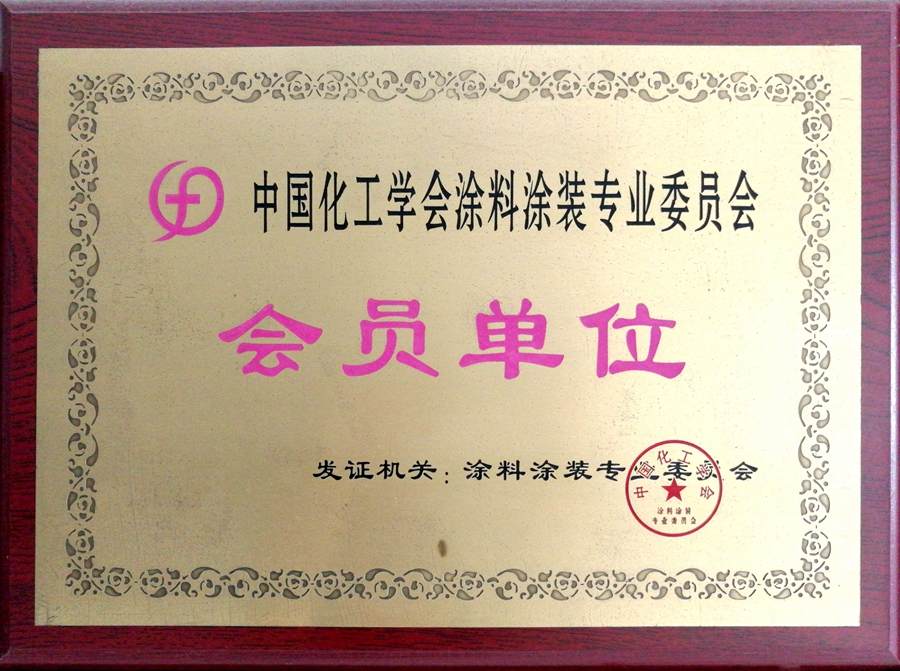 中国化工学会涂料涂装专业委员会
会员单位
发证机关：涂料涂装专业委员会
中国化工学会
涂料涂装
专业委员会